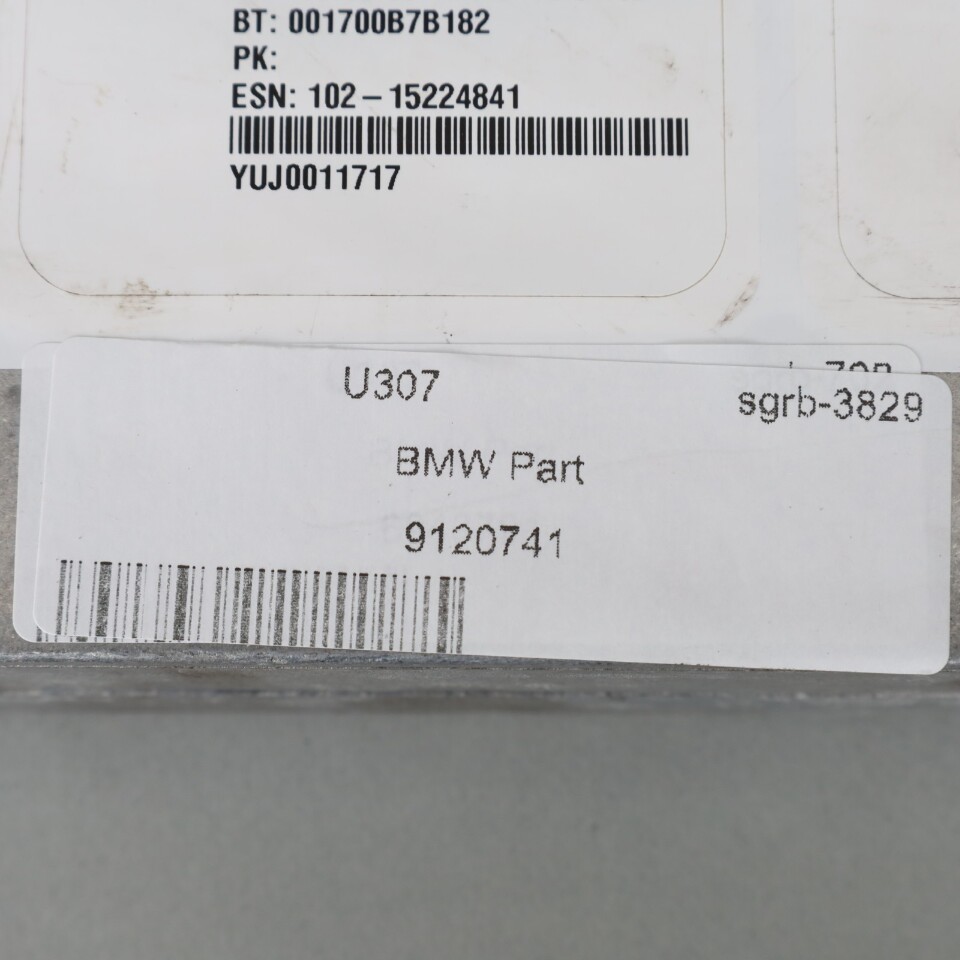 BT: 001700B7B182
PK:
ESN: 102-15224841
YUJ0011717
U307
sgrb-3829
BMW Part
9120741